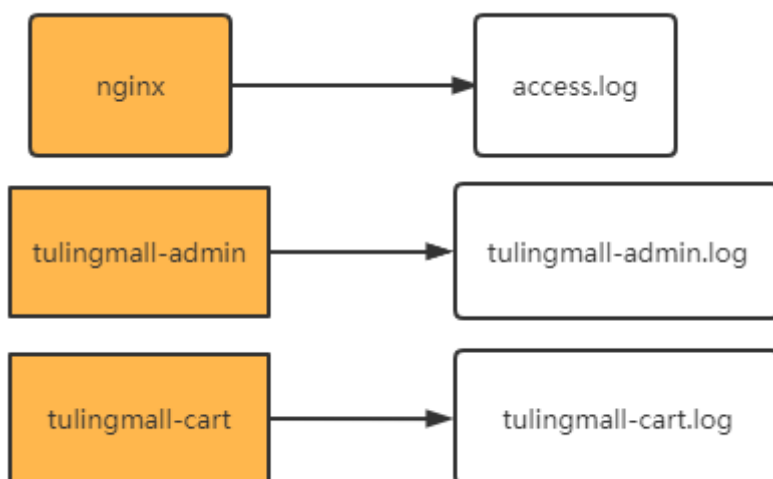 nginx
access.log
tulingmall-admin
tulingmall-admin.log
tulingmall-cart
tulingmall-cart.log